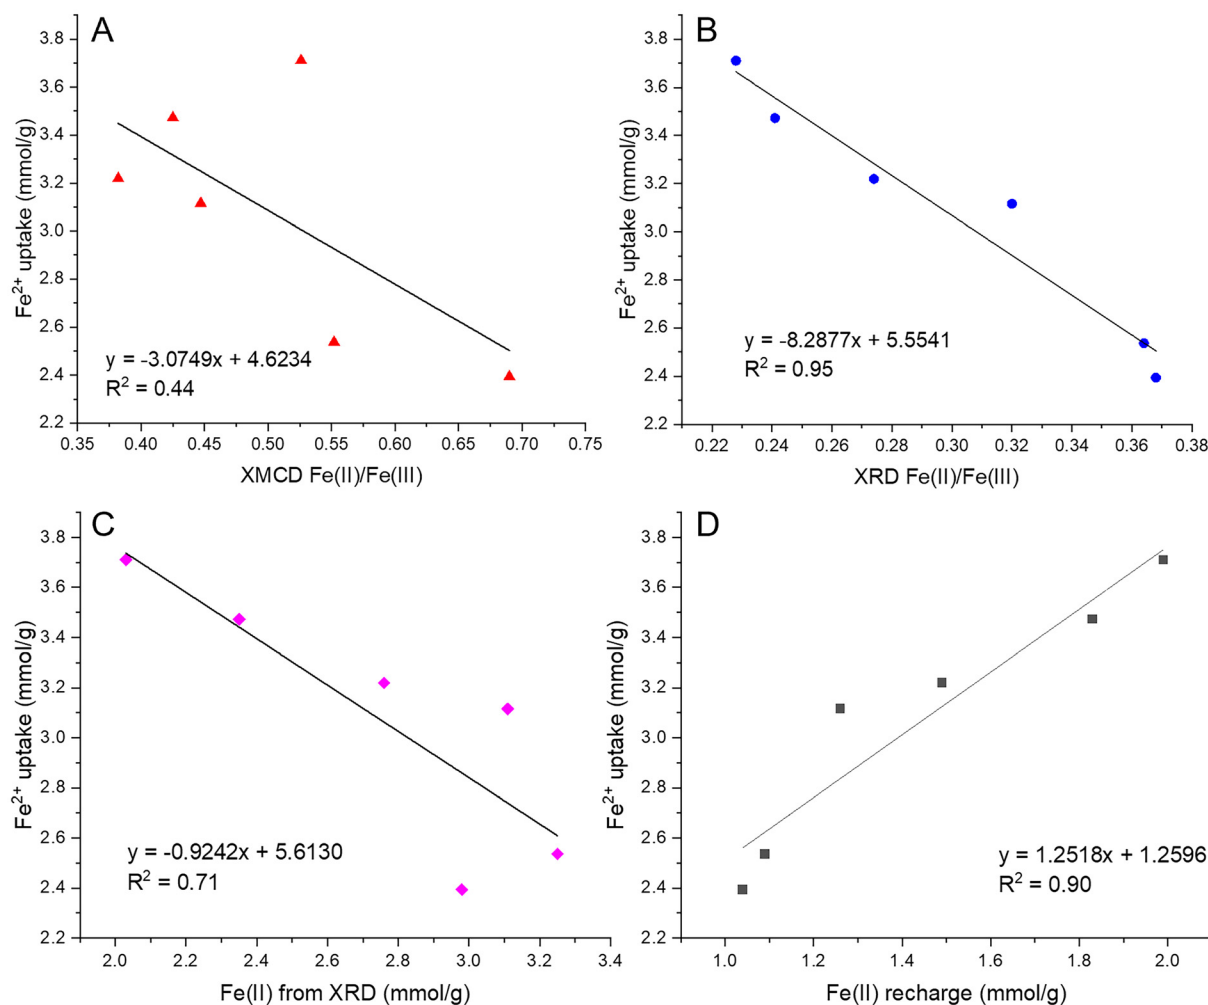 A
3.8
3.6
3.4
3.2
3.0
2.8
2.6
2.4
2.2
Fe2+ uptake (mmol/g)
y = -3.0749x + 4.6234
R2 = 0.44
0.35 0.40 0.45 0.50 0.55 0.60 0.65 0.70 0.75
XMCD Fe(II)/Fe(III)
B
3.8
3.6
3.4
3.2
3.0
2.8
2.6
2.4
2.2
Fe2+ uptake (mmol/g)
y = -8.2877x + 5.5541
R2 = 0.95
0.22 0.24 0.26 0.28 0.30 0.32 0.34 0.36 0.38
XRD Fe(II)/Fe(III)
C
3.8
3.6
3.4
3.2
3.0
2.8
2.6
2.4
2.2
Fe2+ uptake (mmol/g)
y = -0.9242x + 5.6130
R2 = 0.71
2.0 2.2 2.4 2.6 2.8 3.0 3.2 3.4
Fe(II) from XRD (mmol/g)
D
3.8
3.6
3.4
3.2
3.0
2.8
2.6
2.4
2.2
Fe2+ uptake (mmol/g)
y = 1.2518x + 1.2596
R2 = 0.90
1.0 1.2 1.4 1.6 1.8 2.0
Fe(II) recharge (mmol/g)